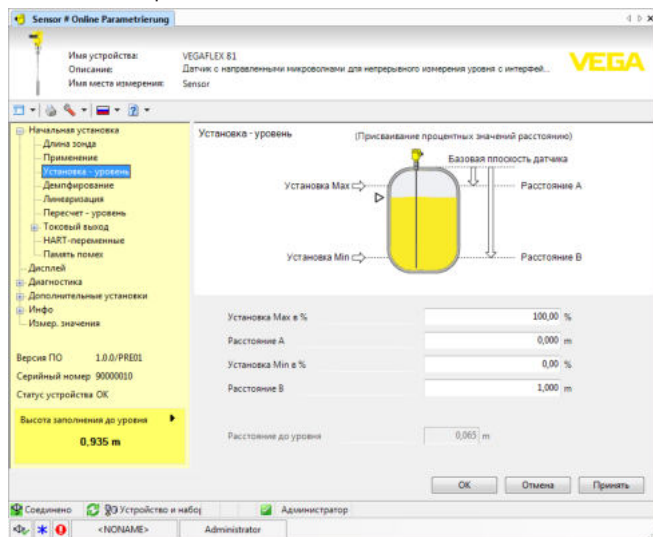 Sensor # Online Parametrierung
Имя устройства: VEGAFLEX 81
Описание: Датчик с направленными микроволнами для непрерывного измерения уровня с интерфей...
Имя места измерения: Sensor
VEGA
Начальная установка
Длина зонда
Применение
Установка - уровень
Демпфирование
Линеаризация
Пересчет - уровень
Токовый выход
HART-переменные
Память помех
Дисплей
Диагностика
Дополнительные установки
Инфо
Измер. значения
Версия ПО 1.0.0/PRE01
Серийный номер 90000010
Статус устройства OK
Высота заполнения до уровня
0,935 m
Установка - уровень (Присваивание процентных значений расстоянию)
Базовая плоскость датчика
Установка Max
Расстояние A
Установка Min
Расстояние B
Установка Max в % 100,00 %
Расстояние A 0,000 m
Установка Min в % 0,00 %
Расстояние B 1,000 m
Расстояние до уровня 0,065 m
OK Отмена Принять
Соединено Устройство и набор Администратор
<NONAME> Administrator